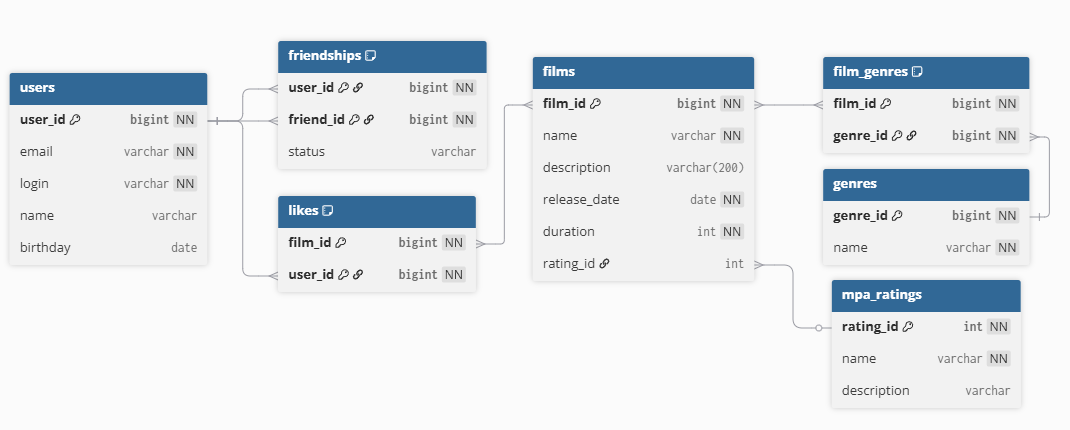 users
user_id bigint NN
email varchar NN
login varchar NN
name varchar
birthday date
friendships
user_id bigint NN
friend_id bigint NN
status varchar
likes
film_id bigint NN
user_id bigint NN
films
film_id bigint NN
name varchar NN
description varchar(200)
release_date date NN
duration int NN
rating_id int
film_genres
film_id bigint NN
genre_id bigint NN
genres
genre_id bigint NN
name varchar NN
mpa_ratings
rating_id int NN
name varchar NN
description varchar